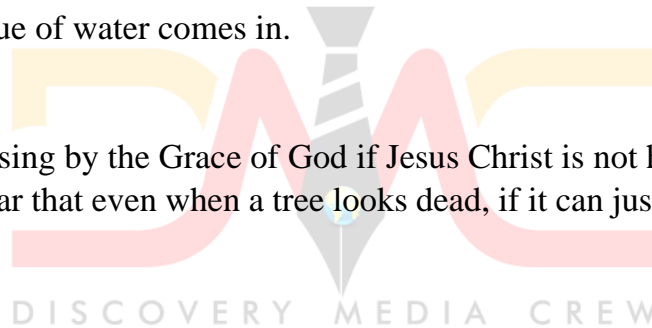 ue of water comes in.
sing by the Grace of God if Jesus Christ is not
ar that even when a tree looks dead, if it can jus
DMC
DISCOVERY MEDIA CREW